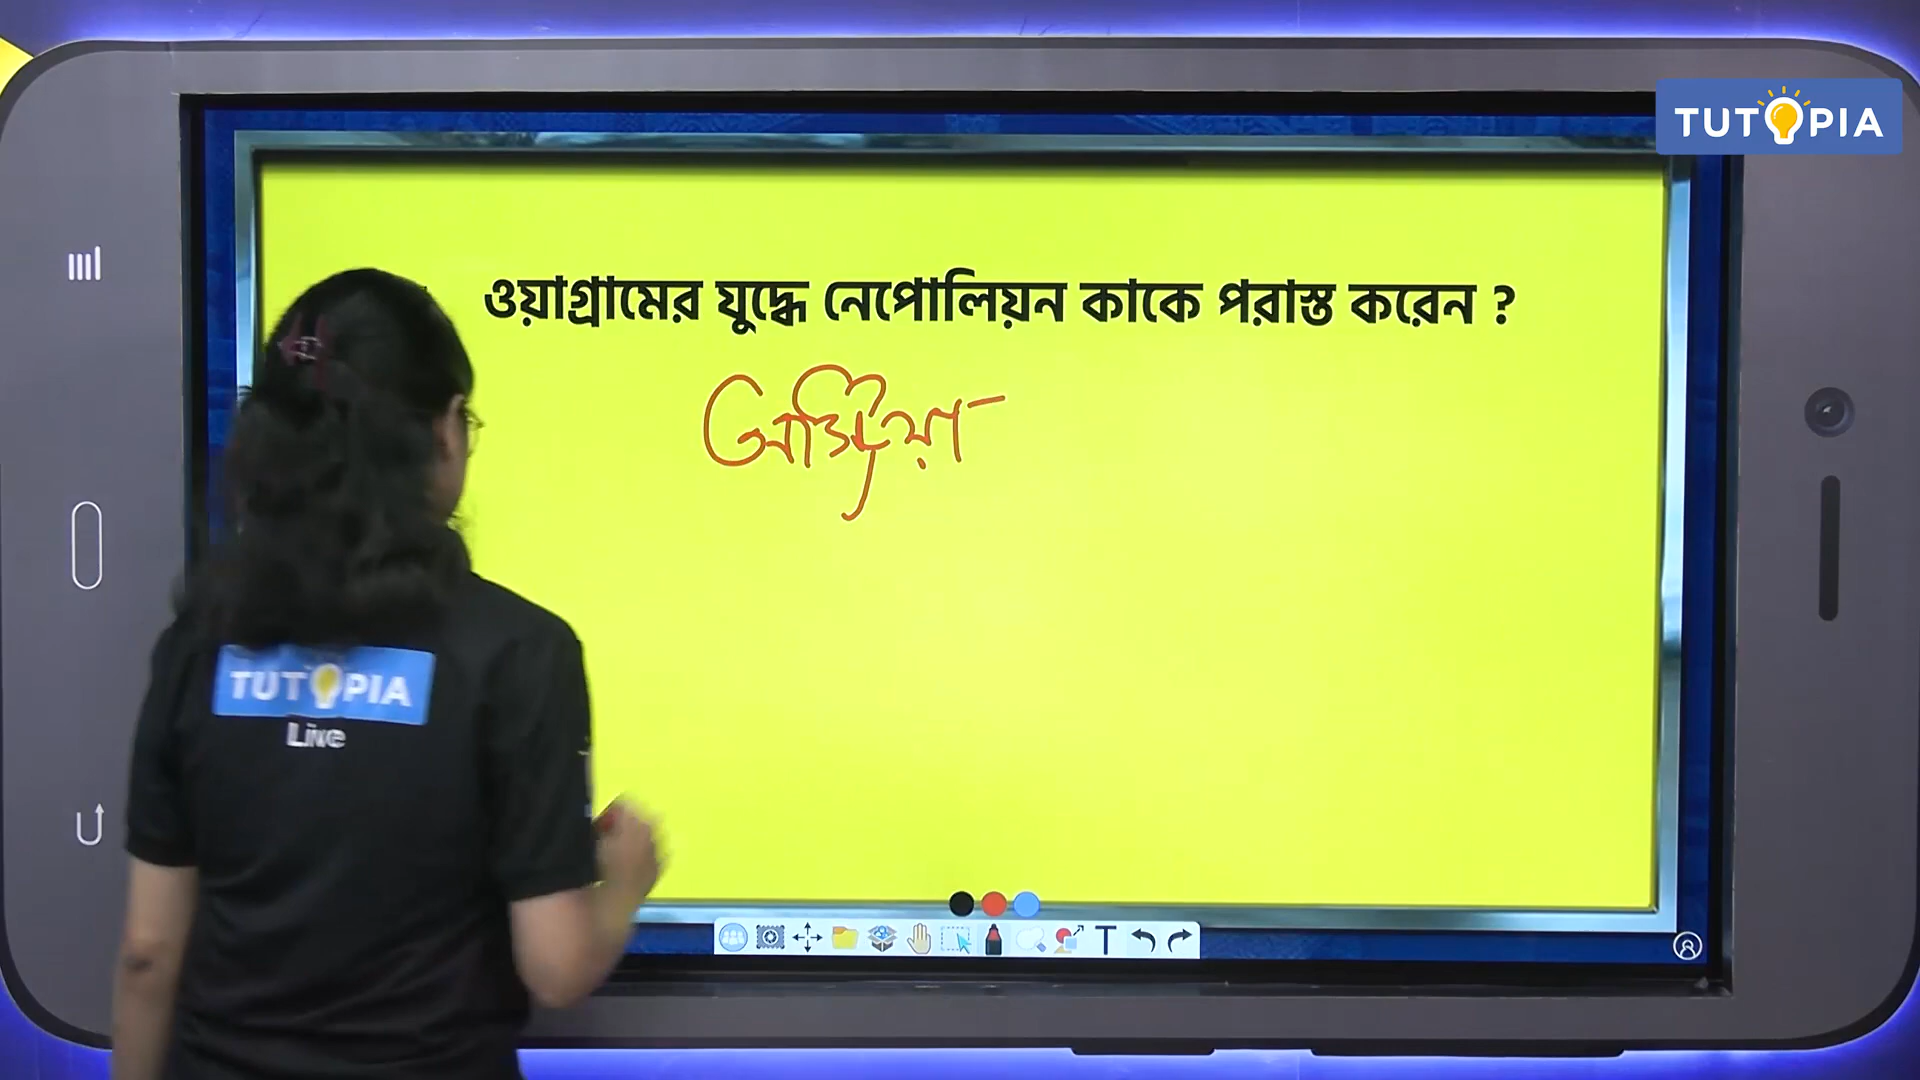 TUTOPIA
ওয়াগ্রামের যুদ্ধে নেপোলিয়ন কাকে পরাস্ত করেন ?
অস্ট্রিয়া
TUTOPIA
Live
T